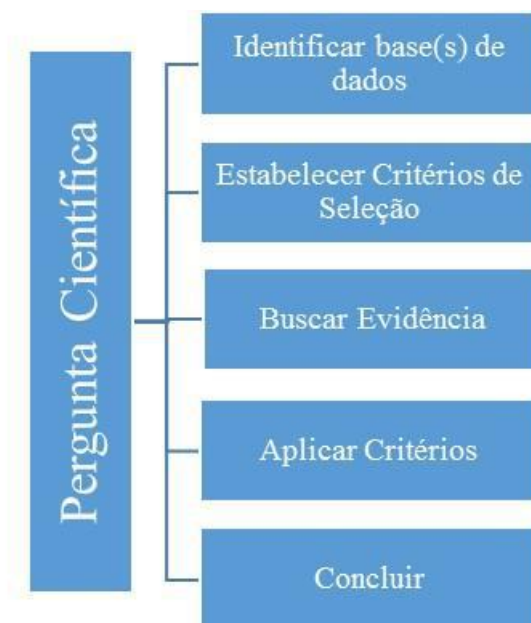 Pergunta Científica
Identificar base(s) de
dados
Estabelecer Critérios de
Seleção
Buscar Evidência
Aplicar Critérios
Concluir